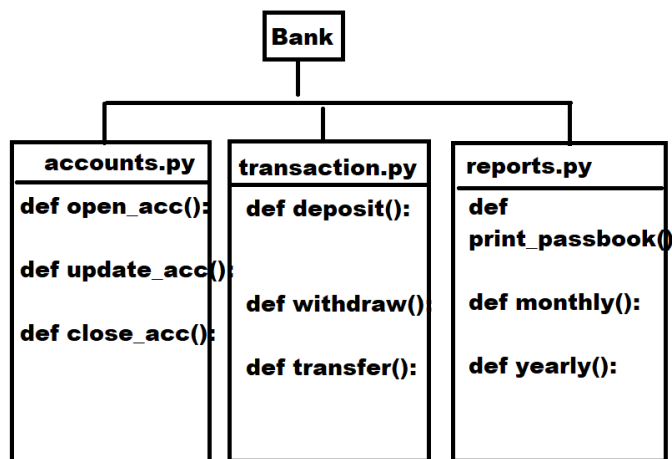 Bank
accounts.py
def open_acc():
def update_acc():
def close_acc():
transaction.py
def deposit():
def withdraw():
def transfer():
reports.py
def
print_passbook()
def monthly():
def yearly():